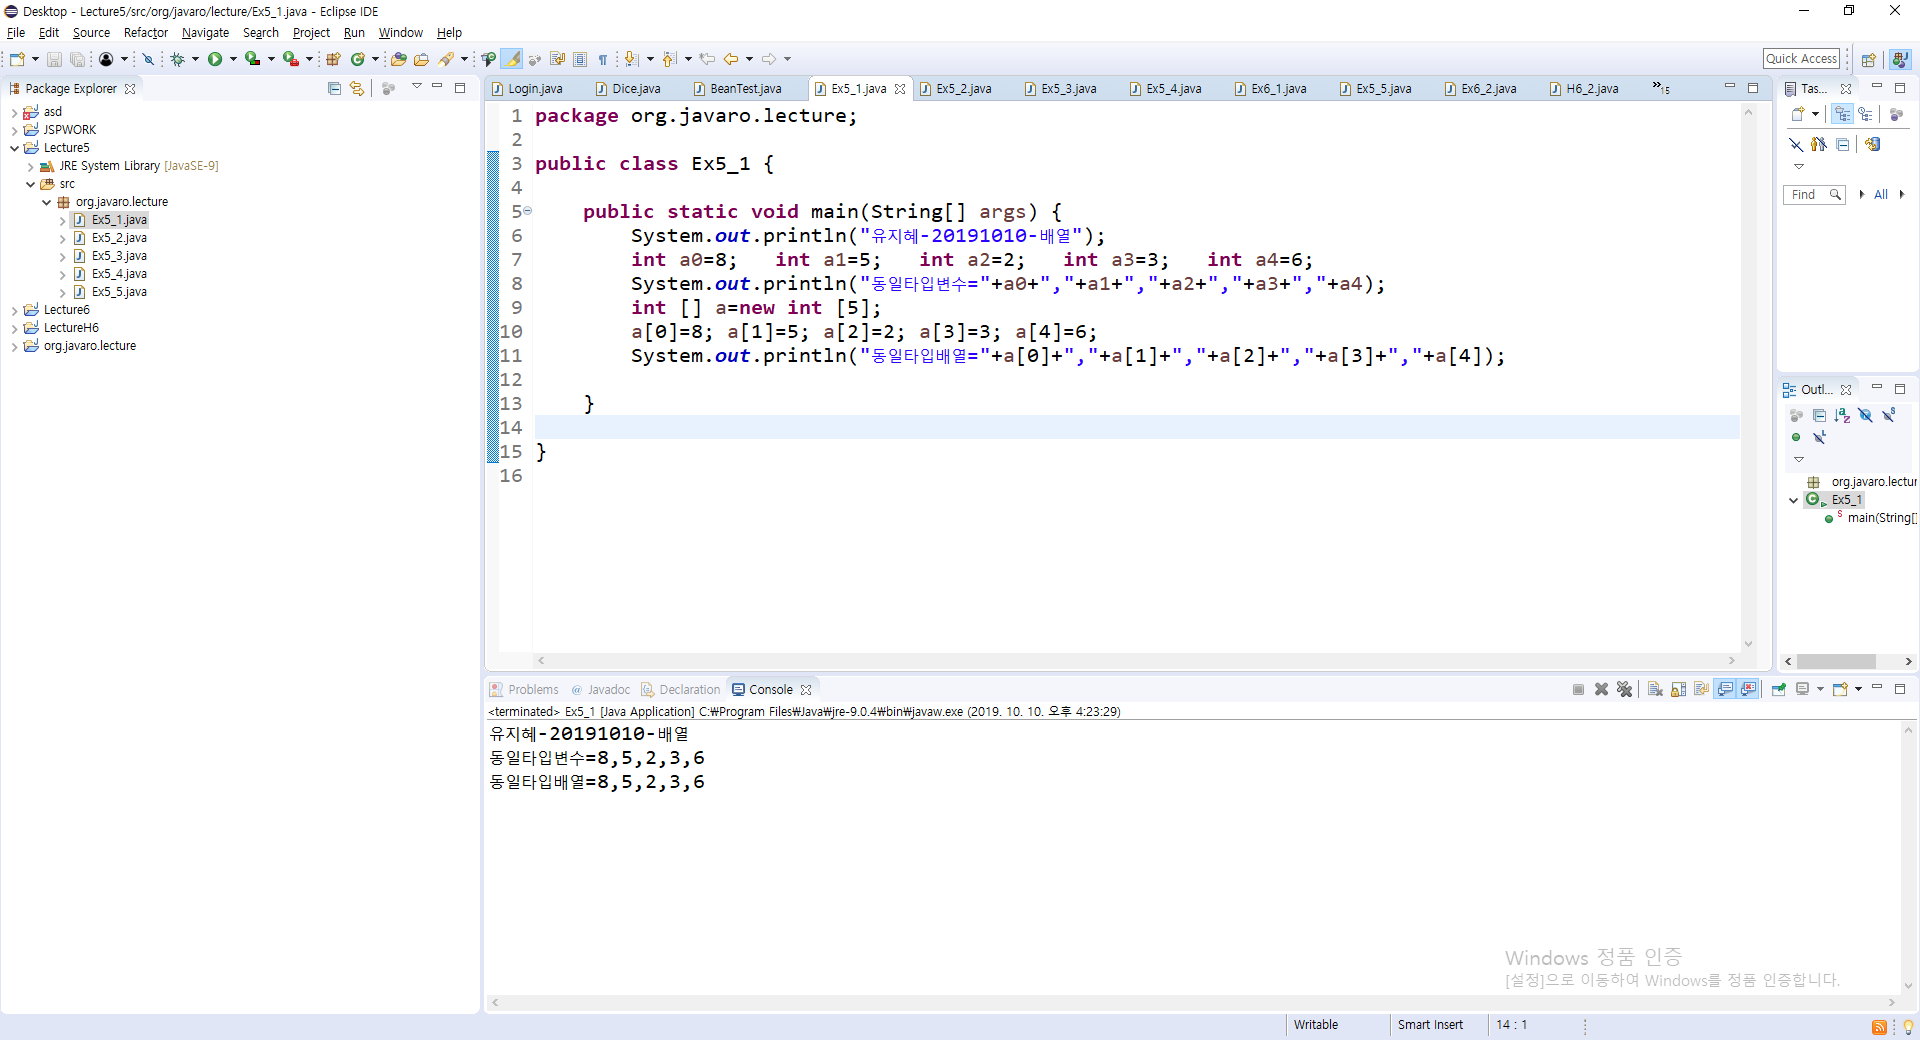 Desktop - Lecture5/src/org/javaro/lecture/Ex5_1.java - Eclipse IDE
File Edit Source Refactor Navigate Search Project Run Window Help
Quick Access
Package Explorer
asd
JSPWORK
Lecture5
JRE System Library [JavaSE-9]
src
org.javaro.lecture
Ex5_1.java
Ex5_2.java
Ex5_3.java
Ex5_4.java
Ex5_5.java
Lecture6
LectureH6
org.javaro.lecture
Login.java Dice.java BeanTest.java Ex5_1.java Ex5_2.java Ex5_3.java Ex5_4.java Ex6_1.java Ex5_5.java Ex6_2.java H6_2.java »15
1 package org.javaro.lecture;
2
3 public class Ex5_1 {
4
5 public static void main(String[] args) {
6 System.out.println("유지혜-20191010-배열");
7 int a0=8; int a1=5; int a2=2; int a3=3; int a4=6;
8 System.out.println("동일타입변수="+a0+","+a1+","+a2+","+a3+","+a4);
9 int [] a=new int [5];
10 a[0]=8; a[1]=5; a[2]=2; a[3]=3; a[4]=6;
11 System.out.println("동일타입배열="+a[0]+","+a[1]+","+a[2]+","+a[3]+","+a[4]);
12
13 }
14
15 }
16
Tas...
Find All
Outl...
org.javaro.lectur
Ex5_1
main(String[]
Problems @ Javadoc Declaration Console
<terminated> Ex5_1 [Java Application] C:₩Program Files₩Java₩jre-9.0.4₩bin₩javaw.exe (2019. 10. 10. 오후 4:23:29)
유지혜-20191010-배열
동일타입변수=8,5,2,3,6
동일타입배열=8,5,2,3,6
Windows 정품 인증
[설정]으로 이동하여 Windows를 정품 인증합니다.
Writable Smart Insert 14 : 1